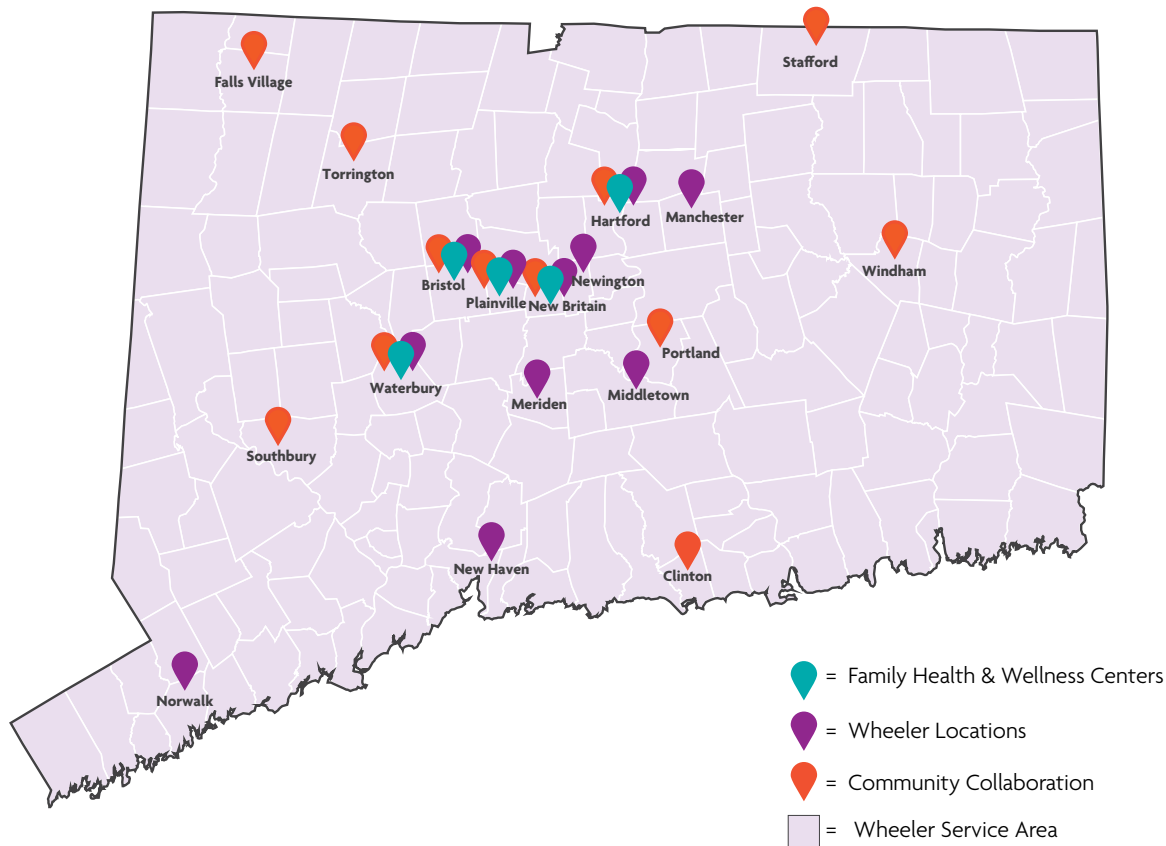 Stafford
Falls Village
Torrington
Hartford
Manchester
Windham
Bristol
Newington
Plainville
New Britain
Portland
Waterbury
Meriden
Middletown
Southbury
New Haven
Clinton
Norwalk
= Family Health & Wellness Centers
= Wheeler Locations
= Community Collaboration
= Wheeler Service Area